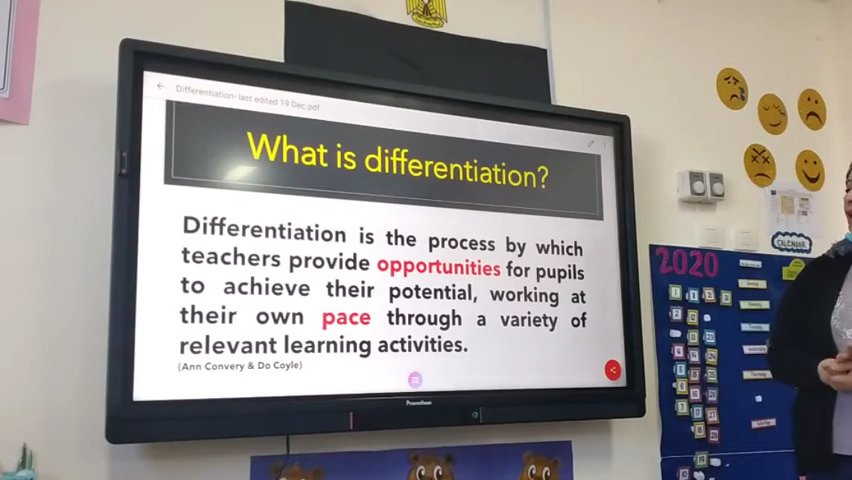 Differentiation- last edited 19 Dec.pdf
What is differentiation?
Differentiation is the process by which
teachers provide opportunities for pupils
to achieve their potential, working at
their own pace through a variety of
relevant learning activities.
(Ann Convery & Do Coyle)
Promethean
CALENDAR
2020